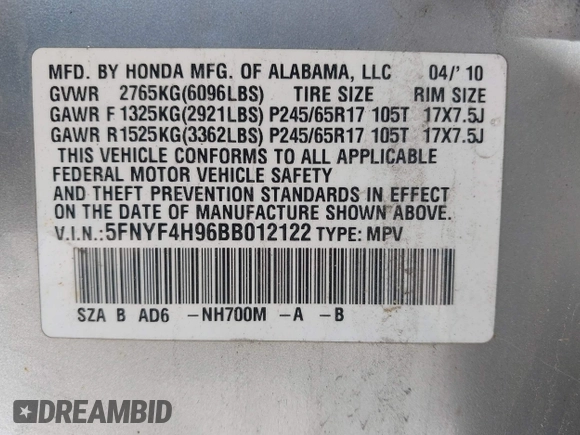 MFD. BY HONDA MFG. OF ALABAMA, LLC 04/'10
GVWR 2765KG(6096LBS) TIRE SIZE RIM SIZE
GAWR F 1325KG(2921LBS) P245/65R17 105T 17X7.5J
GAWR R1525KG(3362LBS) P245/65R17 105T 17X7.5J
THIS VEHICLE CONFORMS TO ALL APPLICABLE
FEDERAL MOTOR VEHICLE SAFETY
AND THEFT PREVENTION STANDARDS IN EFFECT
ON THE DATE OF MANUFACTURE SHOWN ABOVE.
V.I.N.:5FNYF4H96BB012122 TYPE: MPV
SZA B AD6 -NH700M -A -B
DREAMBID